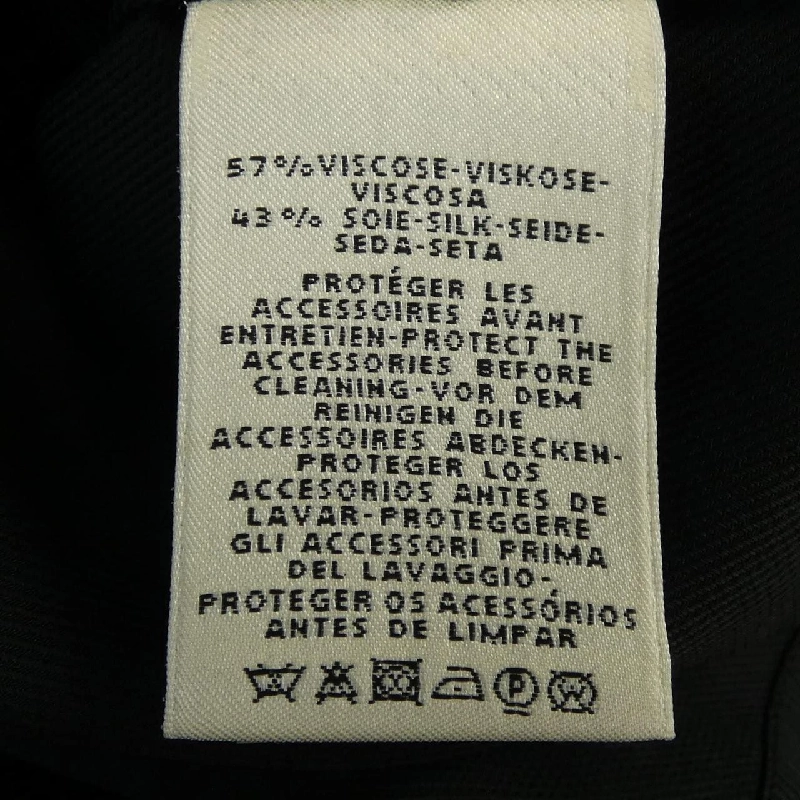 57% VISCOSE-VISKOSE-
VISCOSA
43% SOIE-SILK-SEIDE-
SEDA-SETA
PROTÉGER LES
ACCESSOIRES AVANT
ENTRETIEN-PROTECT THE
ACCESSORIES BEFORE
CLEANING-VOR DEM
REINIGEN DIE
ACCESSOIRES ABDECKEN-
PROTEGER LOS
ACCESORIOS ANTES DE
LAVAR-PROTEGGERE
GLI ACCESSORI PRIMA
DEL LAVAGGIO-
PROTEGER OS ACESSÓRIOS
ANTES DE LIMPAR
P W